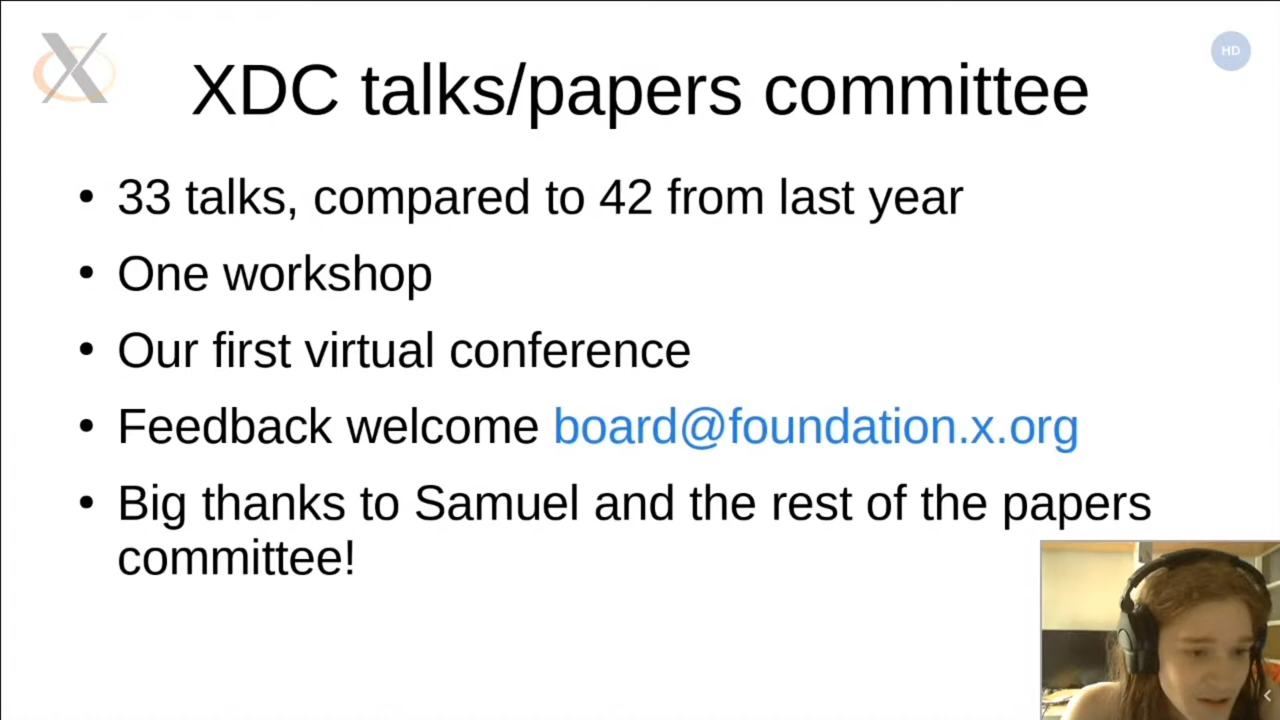 HD
XDC talks/papers committee
• 33 talks, compared to 42 from last year
• One workshop
• Our first virtual conference
• Feedback welcome board@foundation.x.org
• Big thanks to Samuel and the rest of the papers
committee!